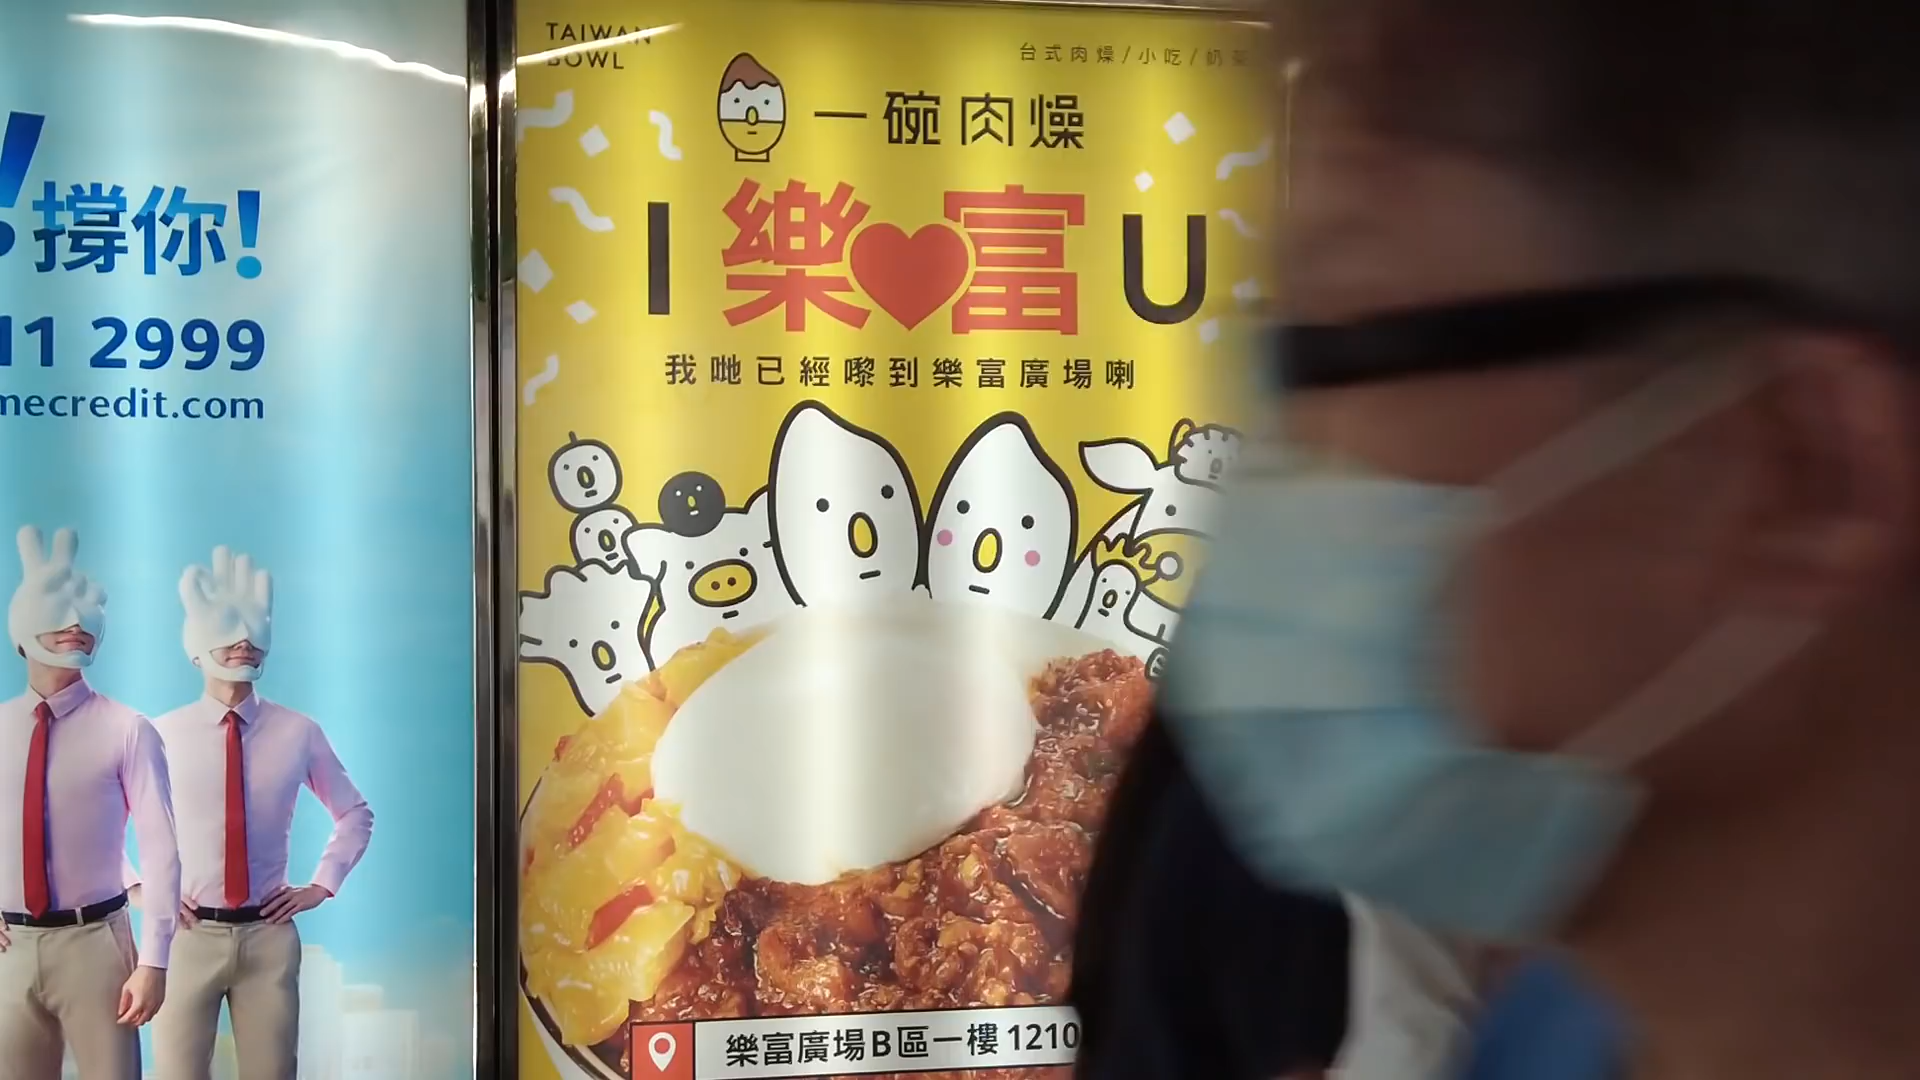 撐你!
11 2999
mecredit.com
TAIWAN
BOWL
台式肉燥/小吃/奶茶
一碗肉燥
I 樂富 U
我哋已經嚟到樂富廣場喇
樂富廣場B區一樓 1210